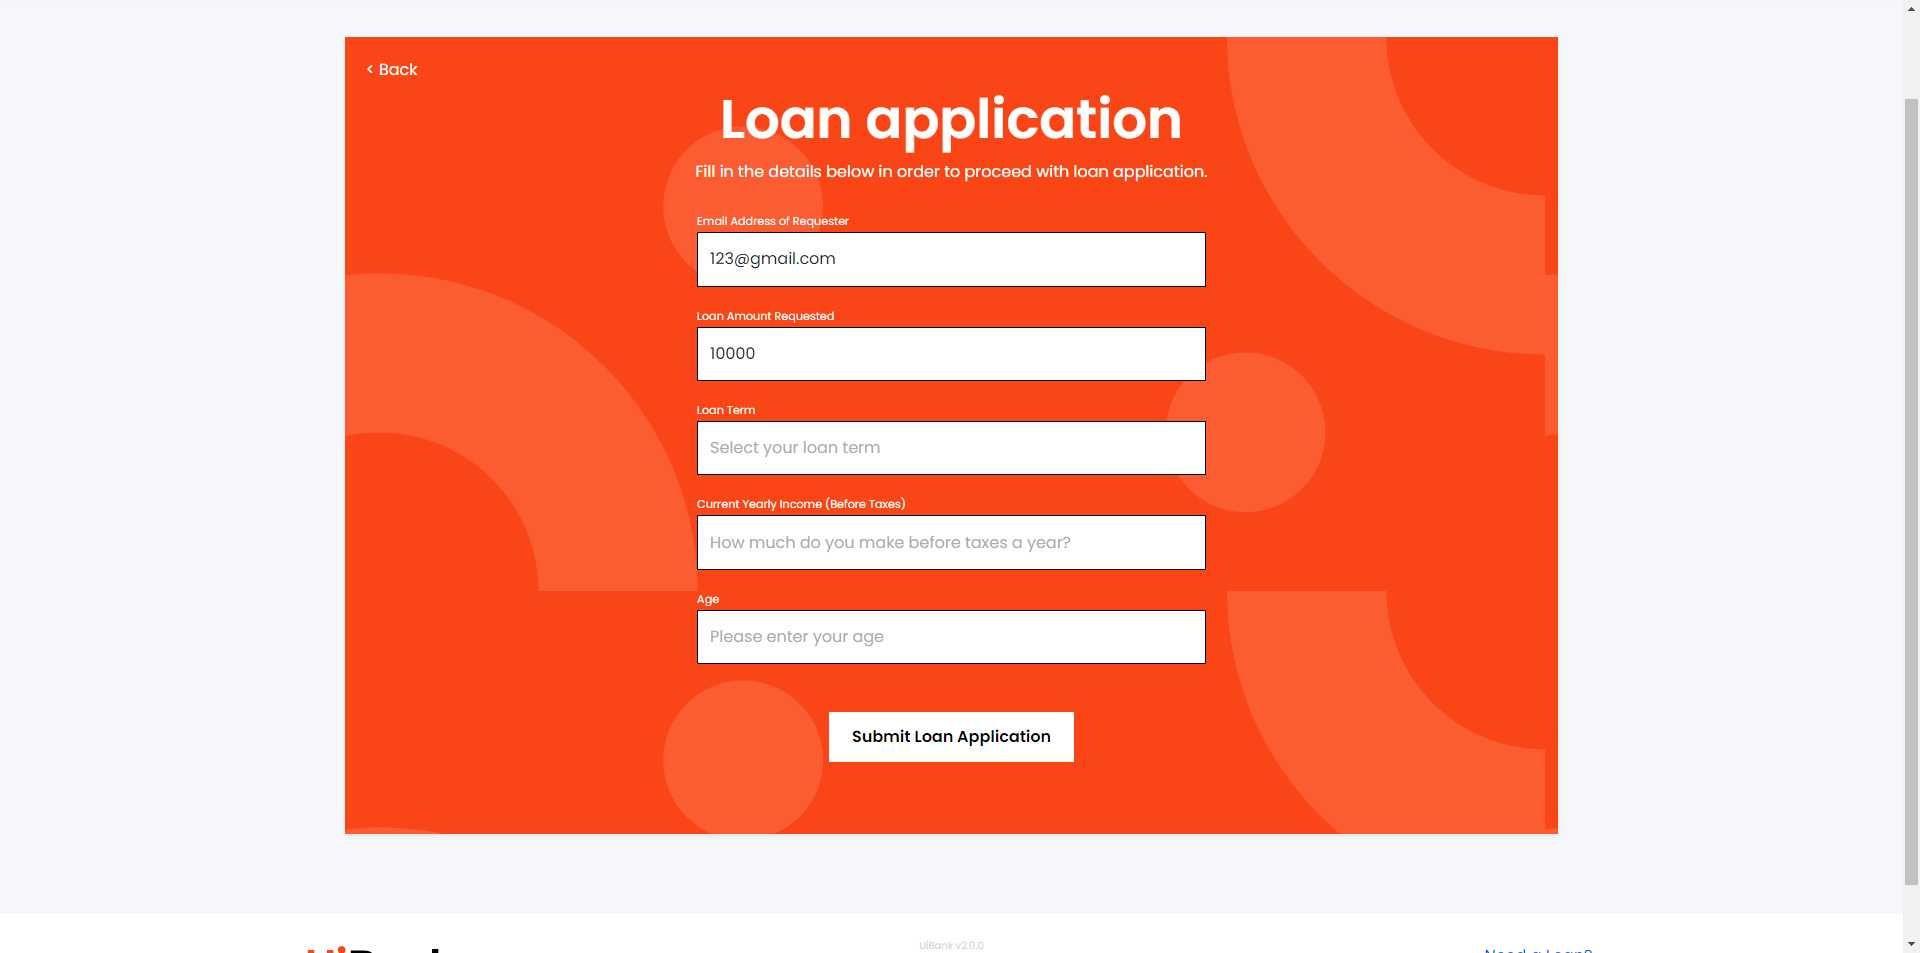 < Back
Loan application
Fill in the details below in order to proceed with loan application.
Email Address of Requester
123@gmail.com
Loan Amount Requested
10000
Loan Term
Select your loan term
Current Yearly Income (Before Taxes)
How much do you make before taxes a year?
Age
Please enter your age
Submit Loan Application
UiBank v2.0.0
Need a Loan?